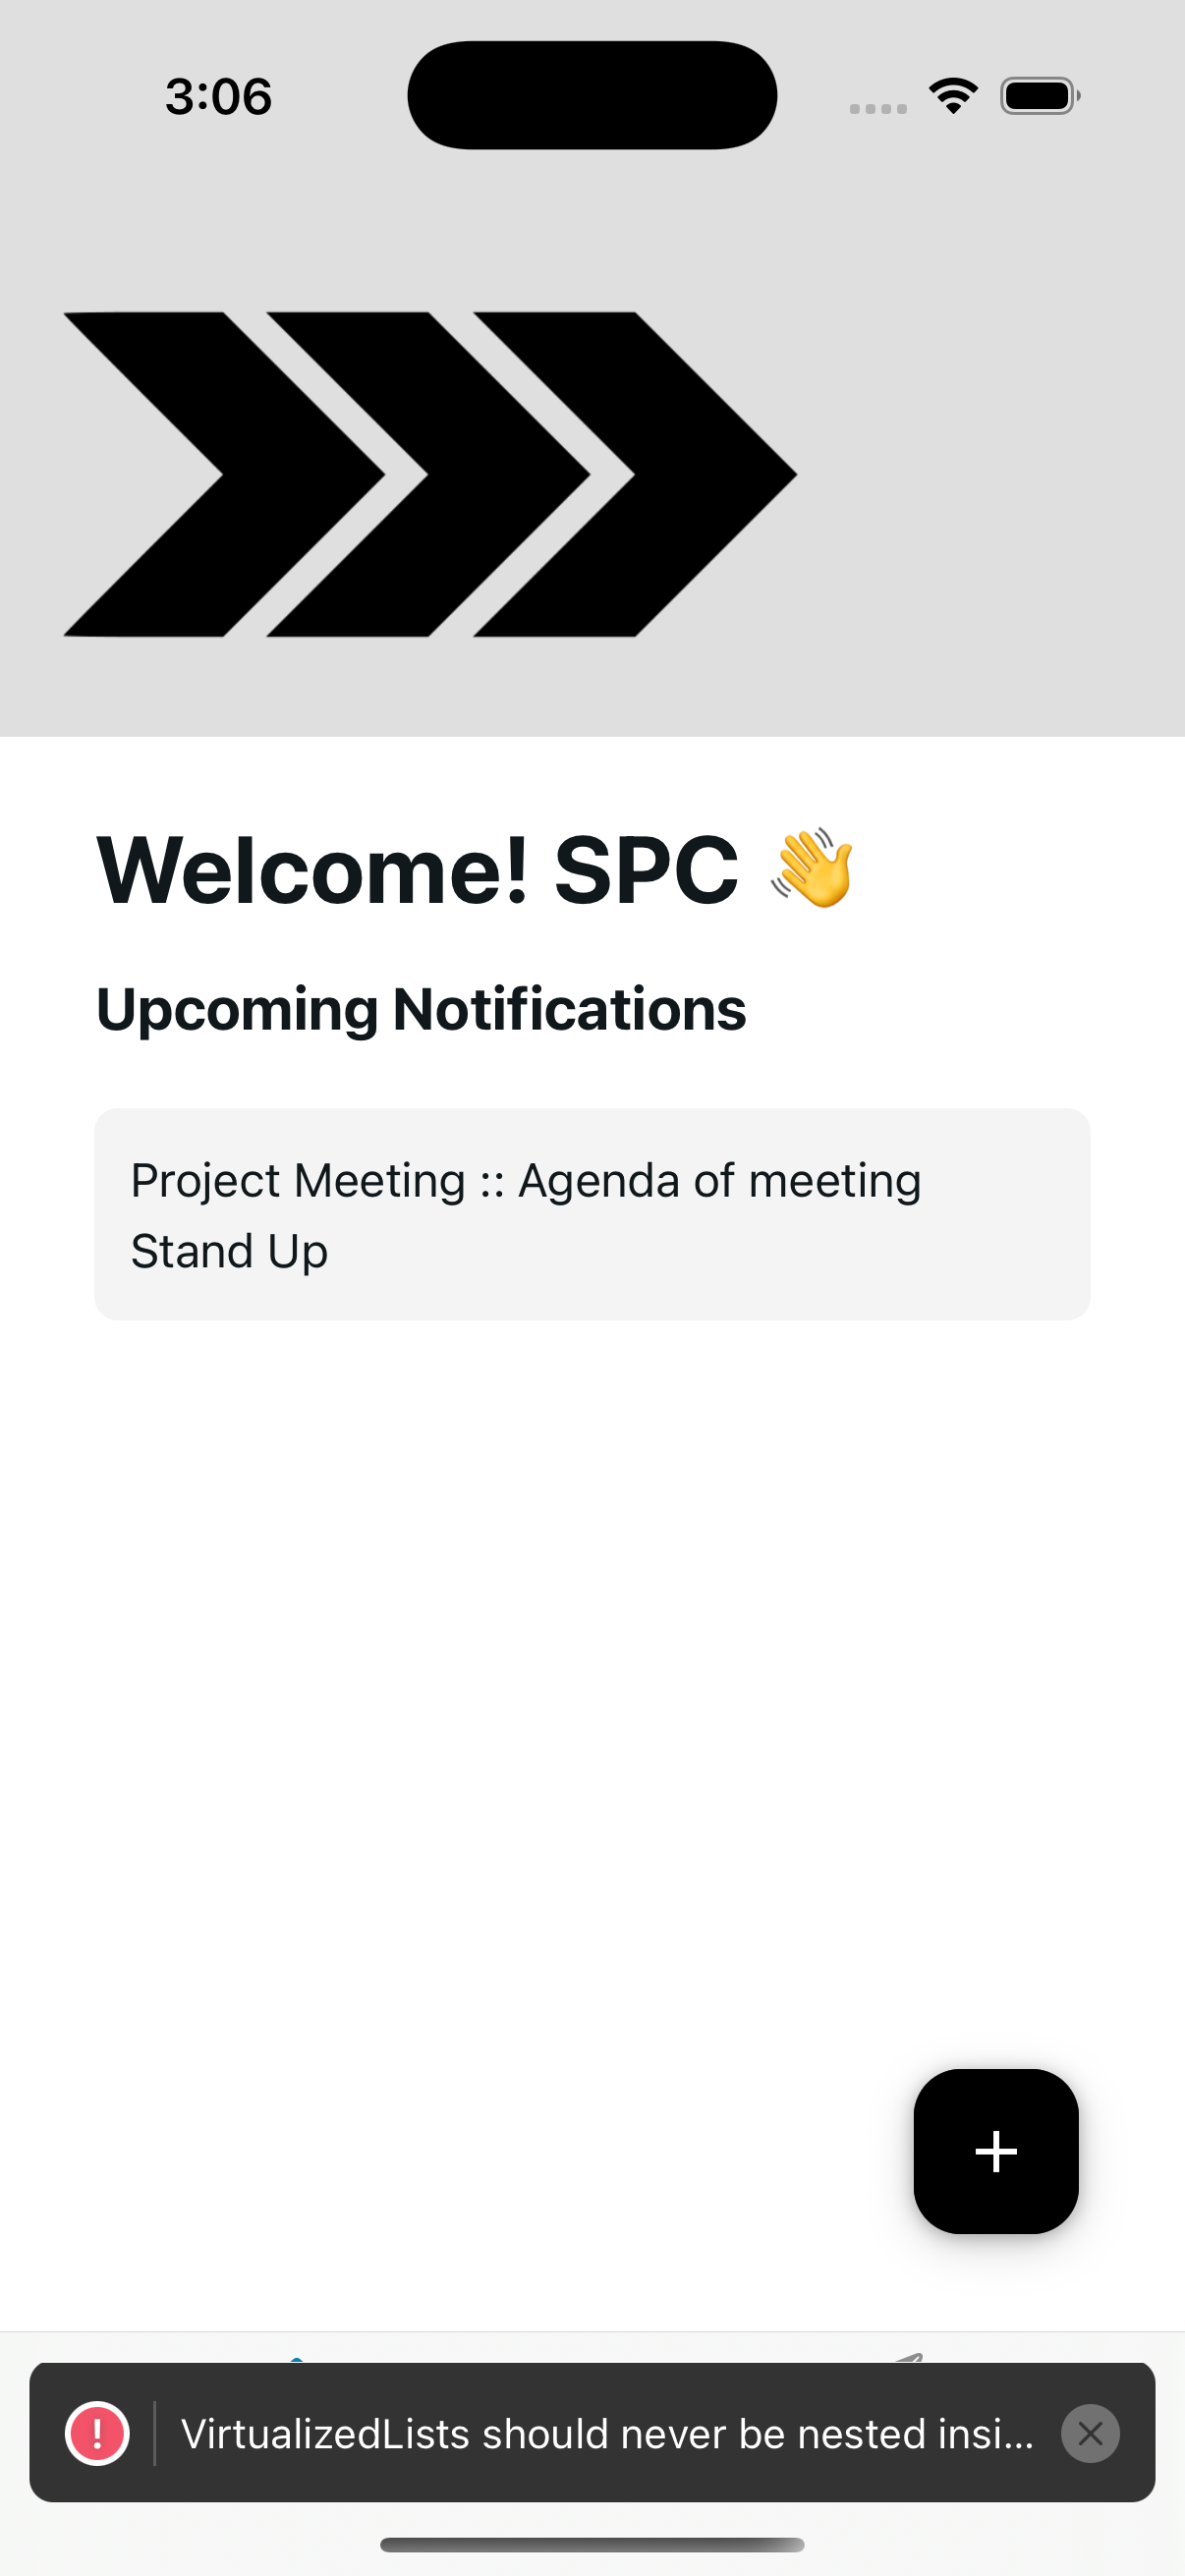 3:06
Welcome! SPC 👋
Upcoming Notifications
Project Meeting :: Agenda of meeting
Stand Up
VirtualizedLists should never be nested insi...